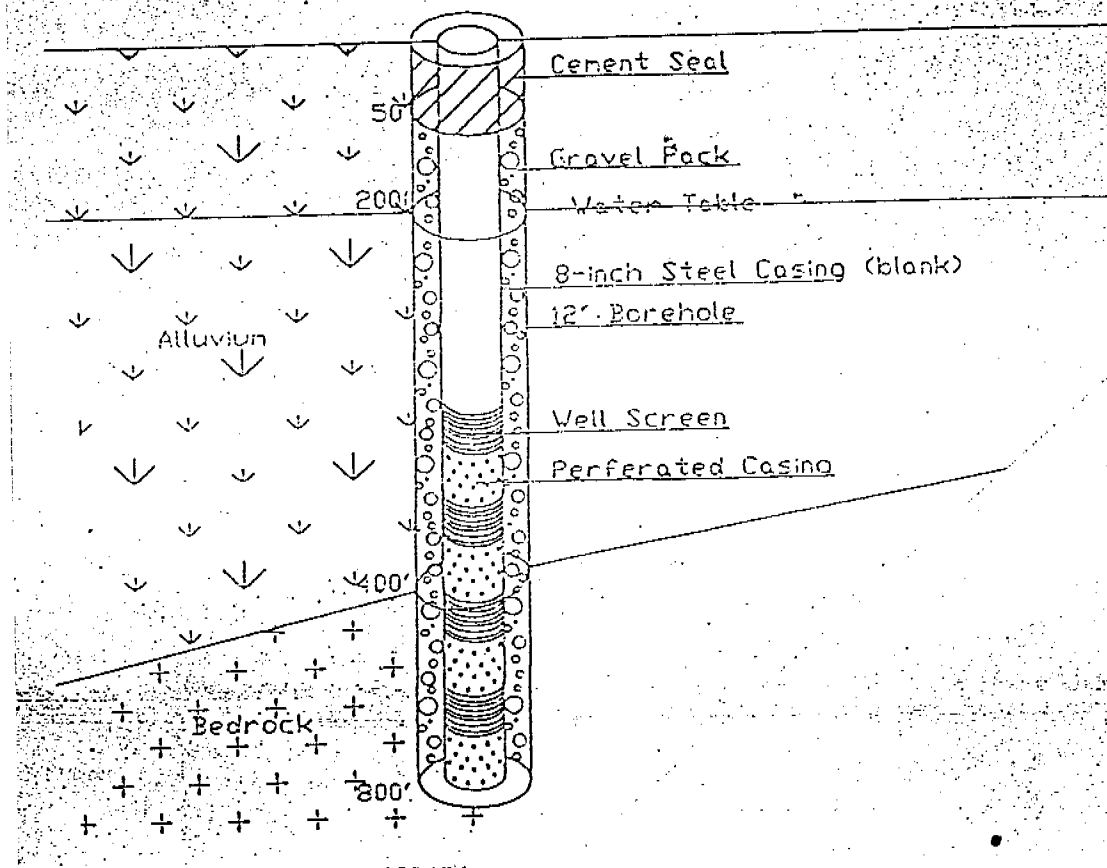 Cement Seal
50'
Gravel Pack
200'
Water Table
8-inch Steel Casing (blank)
12" Borehole
Alluviun
Well Screen
Perferated Casing
400'
Bedrock
800'